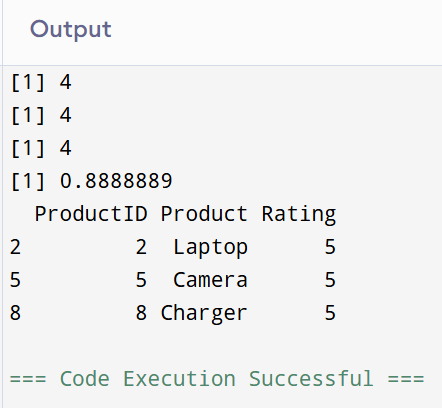 Output
[1] 4
[1] 4
[1] 4
[1] 0.8888889
  ProductID Product Rating
2         2  Laptop      5
5         5  Camera      5
8         8 Charger      5
=== Code Execution Successful ===